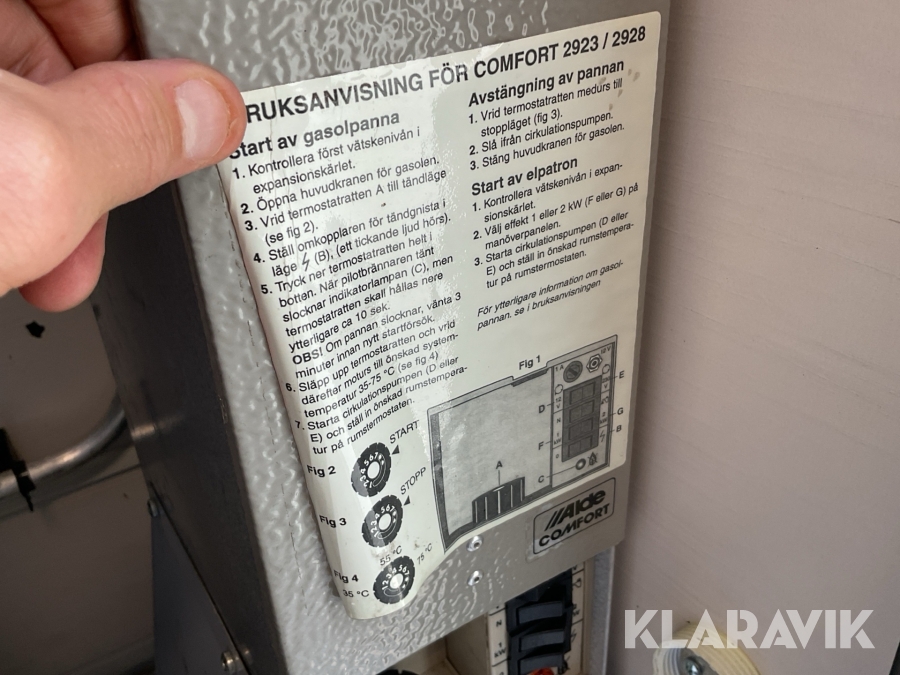 BRUKSANVISNING FÖR COMFORT 2923 / 2928
Start av gasolpanna
1. Kontrollera först vätskenivån i
expansionskärlet.
2. Öppna huvudkranen för gasolen.
3. Vrid termostatratten A till tändläge
(se fig 2).
4. Ställ omkopplaren för tändgnista i
läge (B), (ett tickande ljud hörs).
5. Tryck ner termostatratten helt i
botten. När pilotbrännaren tänt
slocknar indikatorlampan (C), men
termostatratten skall hållas nere
ytterligare ca 10 sek.
OBS! Om pannan slocknar, vänta 3
minuter innan nytt startförsök.
6. Släpp upp termostaratten och vrid
därefter moturs till önskad system-
temperatur 35-75 °C (se fig 4)
7. Starta cirkulationspumpen (D eller
E) och ställ in önskad rumstempera-
tur på rumstermostaten.
Avstängning av pannan
1. Vrid termostatratten medurs till
stoppläget (fig 3).
2. Slå ifrån cirkulationspumpen.
3. Stäng huvudkranen för gasolen.
Start av elpatron
1. Kontrollera vätskenivån i expan-
sionskärlet.
2. Välj effekt 1 eller 2 kW (F eller G) på
manöverpanelen.
3. Starta cirkulationspumpen (D eller
E) och ställ in önskad rumstempera-
tur på rumstermostaten.
För ytterligare information om gasol-
pannan, se i bruksanvisningen
Fig 1
A
D
F
C
E
G
B
Fig 2
START
Fig 3
STOPP
Fig 4
55 °C
75 °C
35 °C
Alde
COMFORT
KLARAVIK